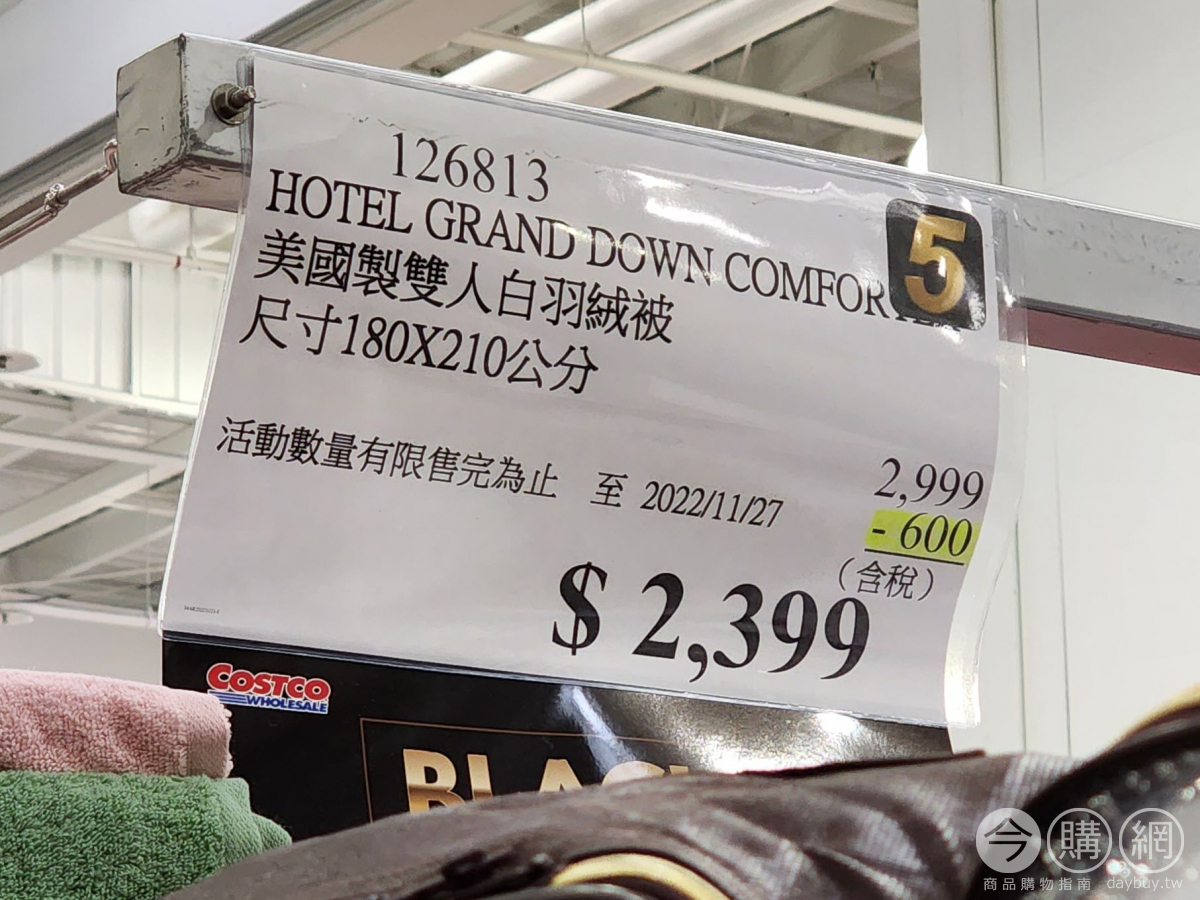 126813
HOTEL GRAND DOWN COMFOR
5
美國製雙人白羽絨被
尺寸180X210公分
活動數量有限售完為止 至 2022/11/27
2,999
- 600
(含稅)
$ 2,399
COSTCO
WHOLESALE
今購網
商品購物指南 daybuy.tw